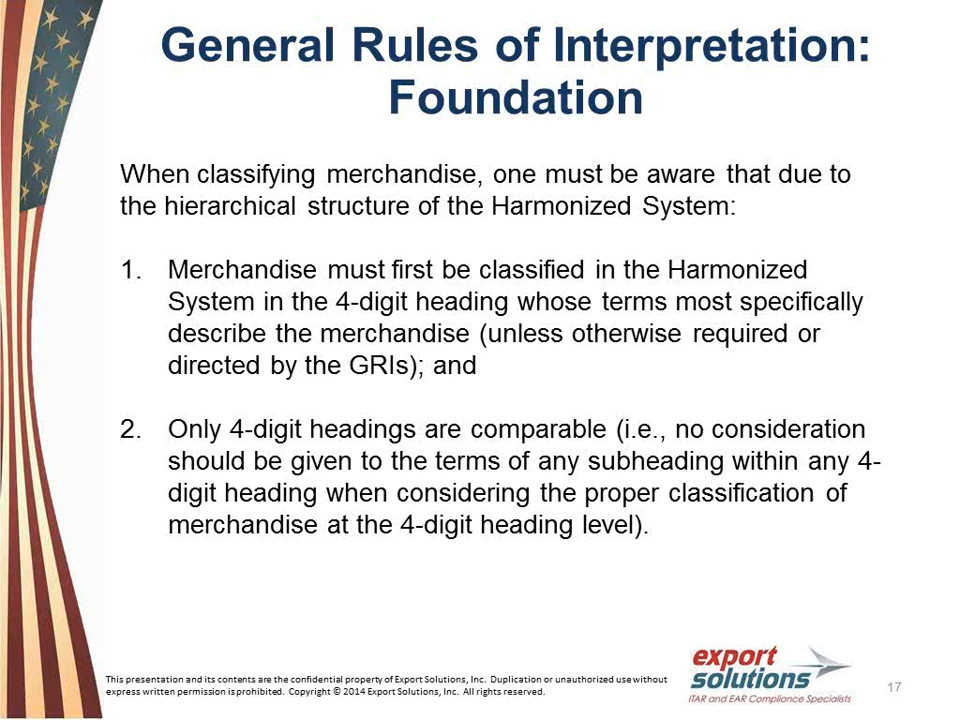 General Rules of Interpretation:
Foundation
When classifying merchandise, one must be aware that due to
the hierarchical structure of the Harmonized System:
1. Merchandise must first be classified in the Harmonized
System in the 4-digit heading whose terms most specifically
describe the merchandise (unless otherwise required or
directed by the GRIs); and
2. Only 4-digit headings are comparable (i.e., no consideration
should be given to the terms of any subheading within any 4-
digit heading when considering the proper classification of
merchandise at the 4-digit heading level).
This presentation and its contents are the confidential property of Export Solutions, Inc. Duplication or unauthorized use without
express written permission is prohibited. Copyright © 2014 Export Solutions, Inc. All rights reserved.
export
solutions
ITAR and EAR Compliance Specialists
17